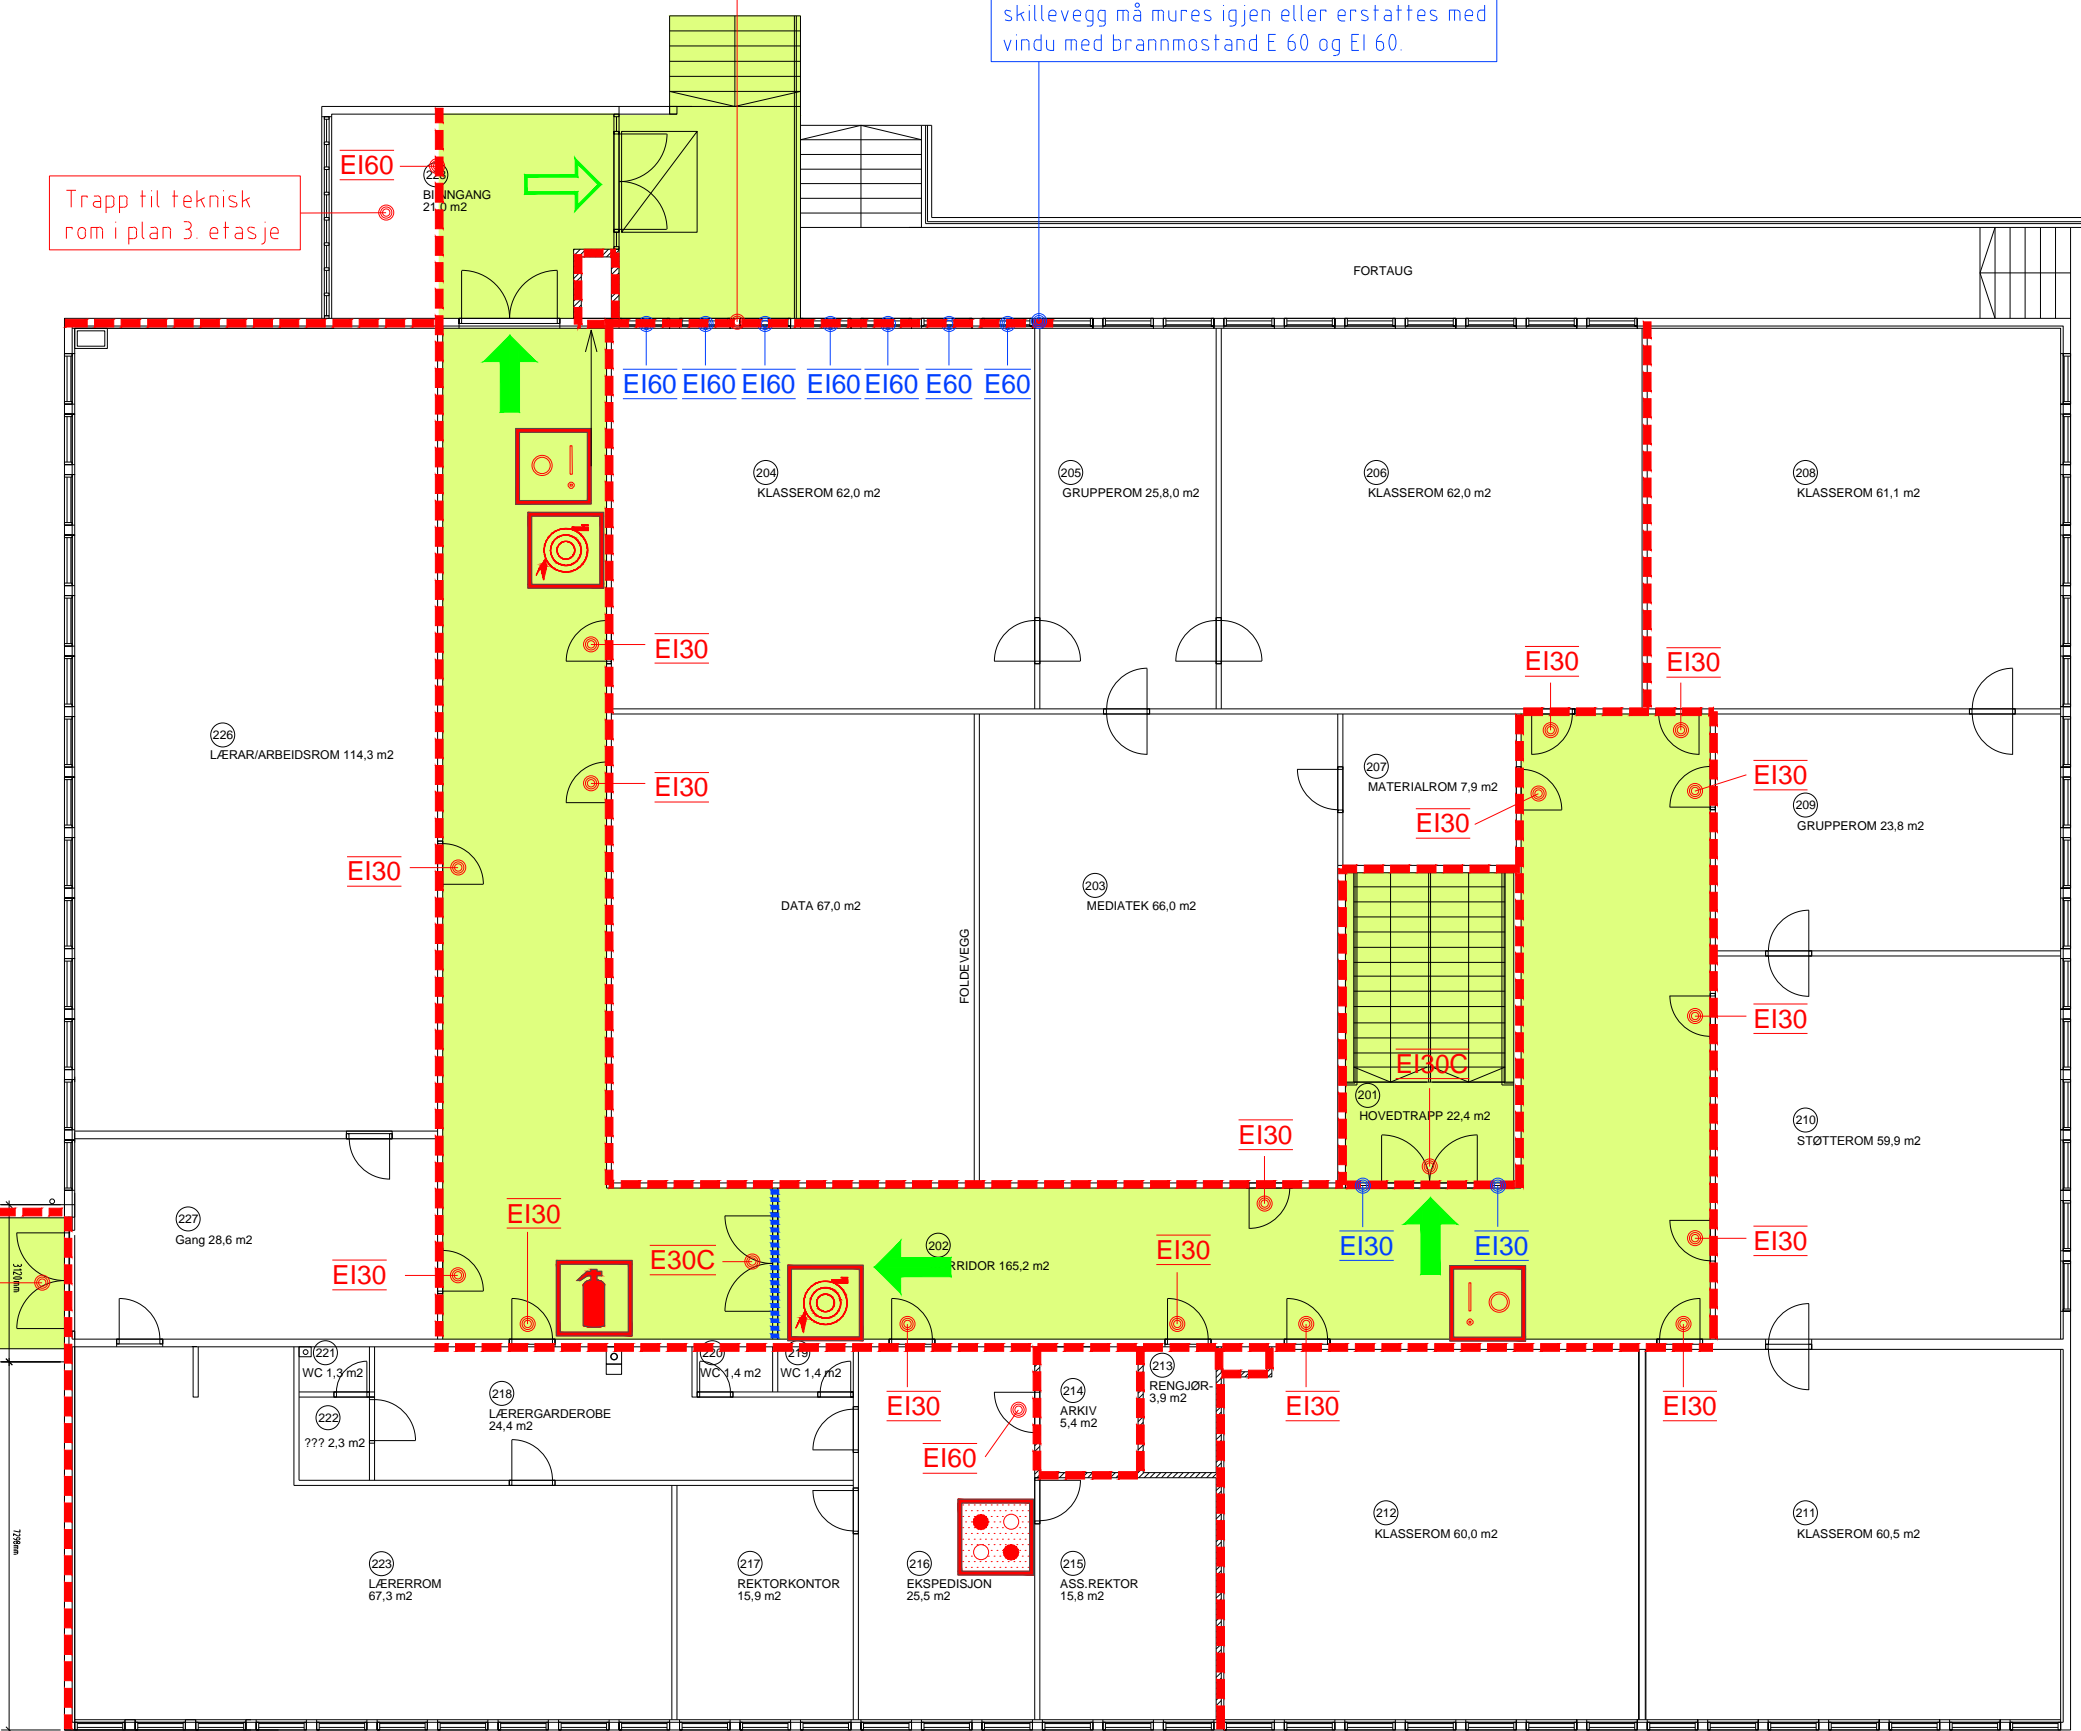 skillevegg må mures igjen eller erstattes med
vindu med brannmostand E 60 og EI 60.
Trapp til teknisk
rom i plan 3. etasje
EI60
21,0 m2
FORTAUG
EI60 EI60 EI60 EI60 EI60 E60 E60
204
KLASSEROM 62,0 m2
205
GRUPPEROM 25,8,0 m2
206
KLASSEROM 62,0 m2
208
KLASSEROM 61,1 m2
EI30
EI30
EI30
226
LÆRAR/ARBEIDSROM 114,3 m2
207
MATERIALROM 7,9 m2
EI30
EI30
EI30
209
GRUPPEROM 23,8 m2
EI30
DATA 67,0 m2
FOLDEVEGG
203
MEDIATEK 66,0 m2
EI30
EI30C
201
HOVEDTRAPP 22,4 m2
EI30
210
STØTTEROM 59,9 m2
227
Gang 28,6 m2
EI30
EI30
E30C
202
RRIDOR 165,2 m2
EI30
EI30
EI30
EI30
3120mm
221
WC 1,3 m2
220
WC 1,4 m2
219
WC 1,4 m2
222
??? 2,3 m2
218
LÆRERGARDEROBE
24,4 m2
EI30
EI60
214
ARKIV
5,4 m2
213
RENGJØR-
3,9 m2
EI30
EI30
7298mm
223
LÆRERROM
67,3 m2
217
REKTORKONTOR
15,9 m2
216
EKSPEDISJON
25,5 m2
215
ASS.REKTOR
15,8 m2
212
KLASSEROM 60,0 m2
211
KLASSEROM 60,5 m2